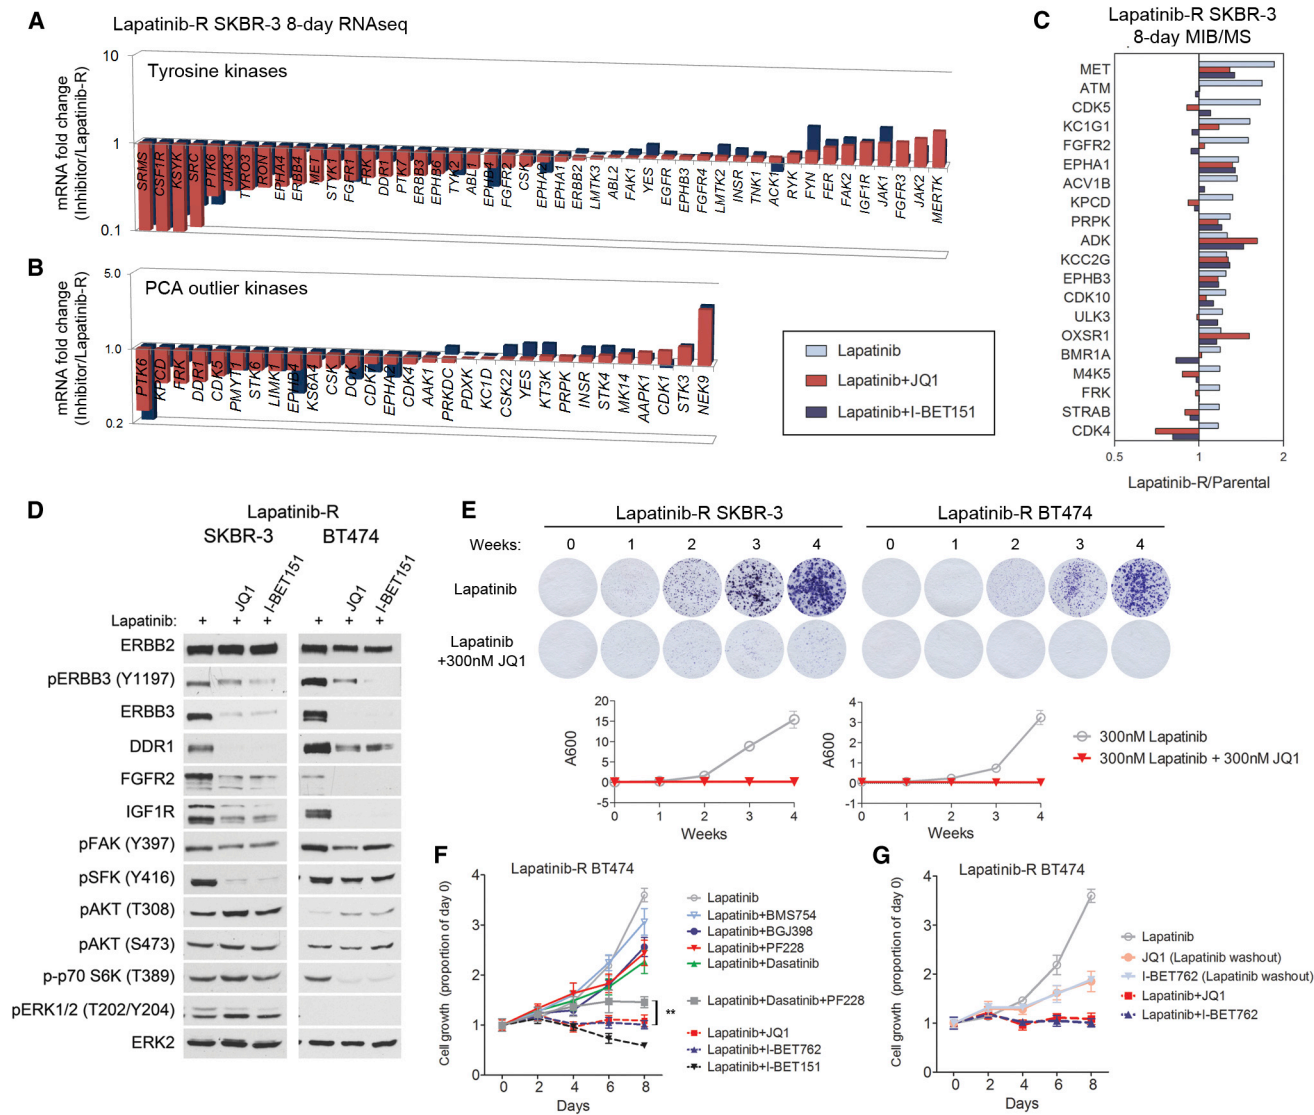 A
Lapatinib-R SKBR-3 8-day RNAseq
mRNA fold change
(Inhibitor/Lapatinib-R)
10
1
0.1
Tyrosine kinases
SRMS
CSF1R
KSYK
SRC
PTK6
JAK3
TYRO3
RON
EPHA4
ERBB4
MET
STYK1
FGFR1
FRK
DDR1
PTK7
ERBB3
EPHB6
TYK2
ABL1
EPHB4
FGFR2
CSK
EPHA2
EPHA1
ERBB2
LMTK3
ABL2
FAK1
YES
EGFR
EPHB3
FGFR4
LMTK2
INSR
TNK1
ACK1
RYK
FYN
FER
FAK2
IGF1R
JAK1
FGFR3
JAK2
MERTK
B
mRNA fold change
(Inhibitor/Lapatinib-R)
5.0
1.0
0.2
PCA outlier kinases
PTK6
KPCD
FRK
DDR1
CDK5
PMYT1
STK6
LIMK1
EPHB4
KS6A4
CSK
CDK7
EPHA2
CDK4
AAK1
PRKDC
PDXK
KC1D
CSK22
YES
KT3K
PRPK
INSR
STK4
MK14
AAPK1
CDK1
STK3
NEK9
Lapatinib
Lapatinib+JQ1
Lapatinib+I-BET151
C
Lapatinib-R SKBR-3
8-day MIB/MS
MET
ATM
CDK5
KC1G1
FGFR2
EPHA1
ACV1B
KPCD
PRPK
ADK
KCC2G
EPHB3
CDK10
ULK3
OXSR1
BMR1A
M4K5
FRK
STRAB
CDK4
0.5 1 2
Lapatinib-R/Parental
D
Lapatinib-R
SKBR-3 BT474
JQ1 I-BET151 JQ1 I-BET151
Lapatinib: + + + + + +
ERBB2
pERBB3 (Y1197)
ERBB3
DDR1
FGFR2
IGF1R
pFAK (Y397)
pSFK (Y416)
pAKT (T308)
pAKT (S473)
p-p70 S6K (T389)
pERK1/2 (T202/Y204)
ERK2
E
Lapatinib-R SKBR-3 Lapatinib-R BT474
Weeks: 0 1 2 3 4 0 1 2 3 4
Lapatinib
Lapatinib
+300nM JQ1
A600
20
15
10
5
0
-5
0 1 2 3 4
Weeks
A600
4
3
2
1
0
-1
0 1 2 3 4
Weeks
300nM Lapatinib
300nM Lapatinib + 300nM JQ1
F
Lapatinib-R BT474
Cell growth (proportion of day 0)
4
3
2
1
0
0 2 4 6 8
Days
Lapatinib
Lapatinib+BMS754
Lapatinib+BGJ398
Lapatinib+PF228
Lapatinib+Dasatinib
Lapatinib+Dasatinib+PF228
**
Lapatinib+JQ1
Lapatinib+I-BET762
Lapatinib+I-BET151
G
Lapatinib-R BT474
Cell growth (proportion of day 0)
4
3
2
1
0
0 2 4 6 8
Days
Lapatinib
JQ1 (Lapatinib washout)
I-BET762 (Lapatinib washout)
Lapatinib+JQ1
Lapatinib+I-BET762